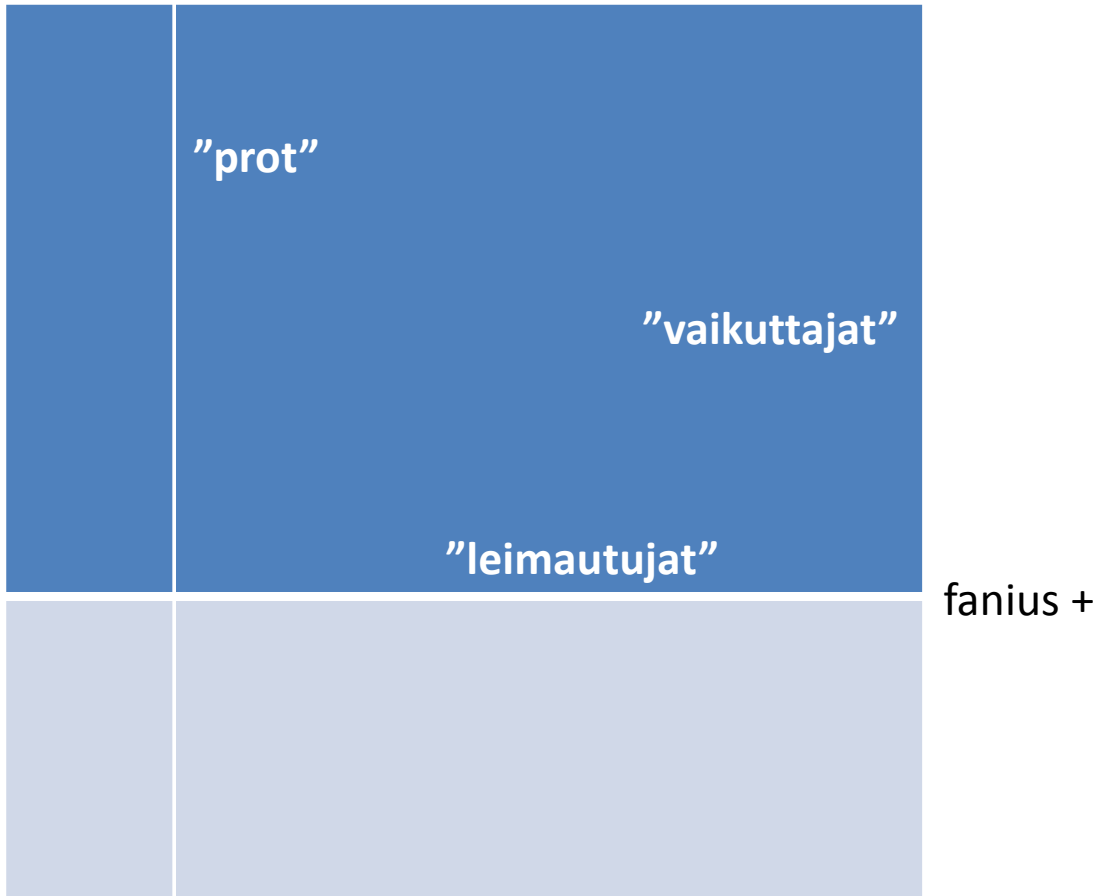 ”prot”
”vaikuttajat”
”leimautujat”
fanius +